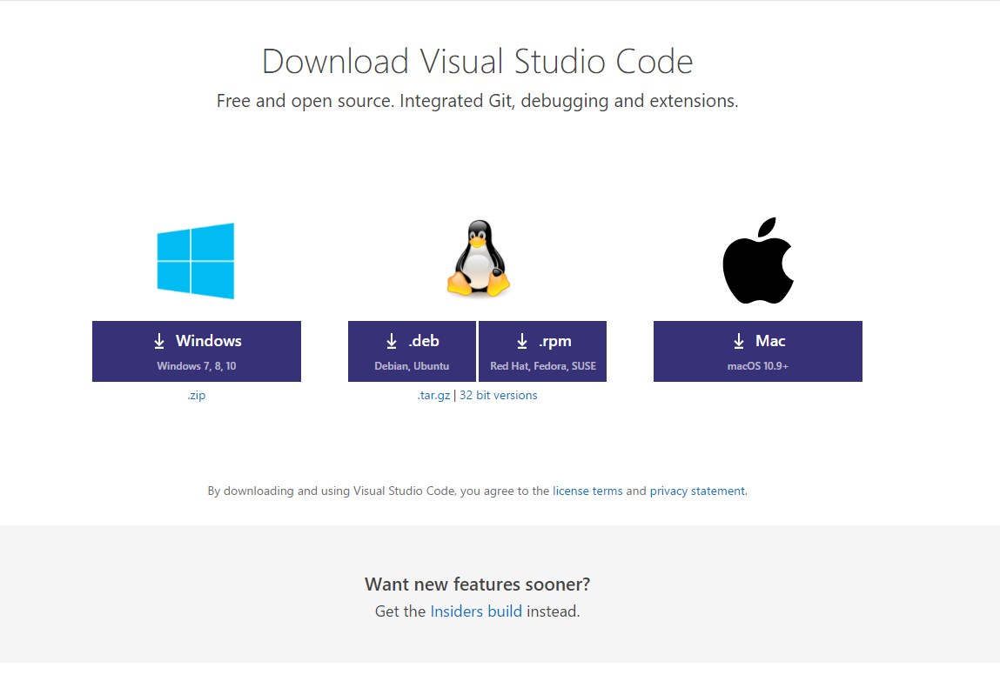 Download Visual Studio Code
Free and open source. Integrated Git, debugging and extensions.
Windows
Windows 7, 8, 10
.zip
.deb
Debian, Ubuntu
.rpm
Red Hat, Fedora, SUSE
.tar.gz | 32 bit versions
Mac
macOS 10.9+
By downloading and using Visual Studio Code, you agree to the license terms and privacy statement.
Want new features sooner?
Get the Insiders build instead.